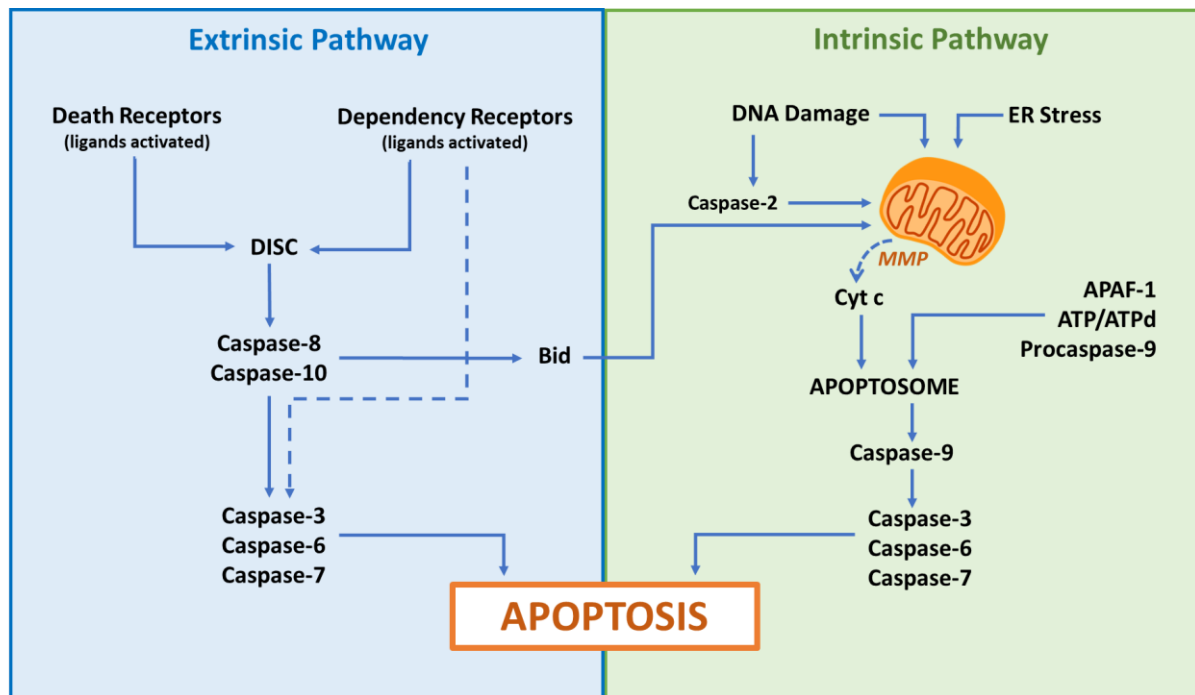 Extrinsic Pathway
Death Receptors
(ligands activated)
Dependency Receptors
(ligands activated)
DISC
Caspase-8
Caspase-10
Bid
Caspase-3
Caspase-6
Caspase-7
Intrinsic Pathway
DNA Damage
ER Stress
Caspase-2
MMP
Cyt c
APAF-1
ATP/ATPd
Procaspase-9
APOPTOSOME
Caspase-9
Caspase-3
Caspase-6
Caspase-7
APOPTOSIS